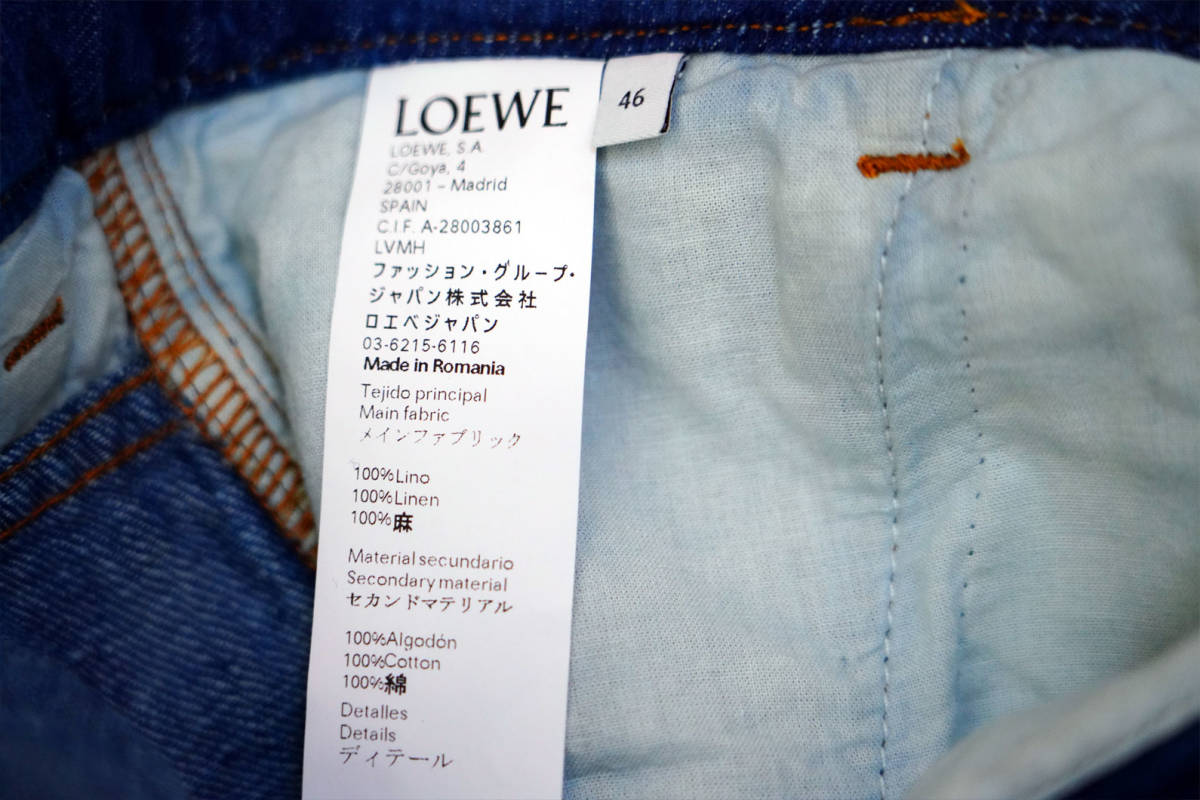 LOEWE
46
LOEWE, S.A.
C/Goya, 4
28001 – Madrid
SPAIN
C.I.F. A-28003861
LVMH
ファッション・グループ・
ジャパン株式会社
ロエベジャパン
03-6215-6116
Made in Romania
Tejido principal
Main fabric
メインファブリック
100%Lino
100%Linen
100%麻
Material secundario
Secondary material
セカンドマテリアル
100%Algodón
100%Cotton
100%綿
Detalles
Details
ディテール